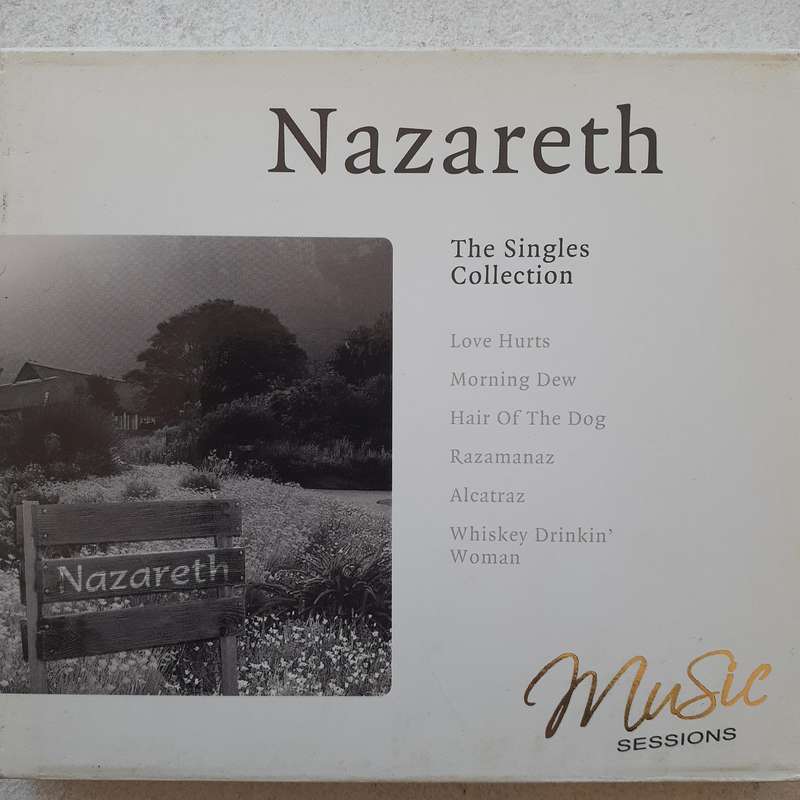 Nazareth
The Singles
Collection
Love Hurts
Morning Dew
Hair Of The Dog
Razamanaz
Alcatraz
Whiskey Drinkin'
Woman
Nazareth
Music
SESSIONS